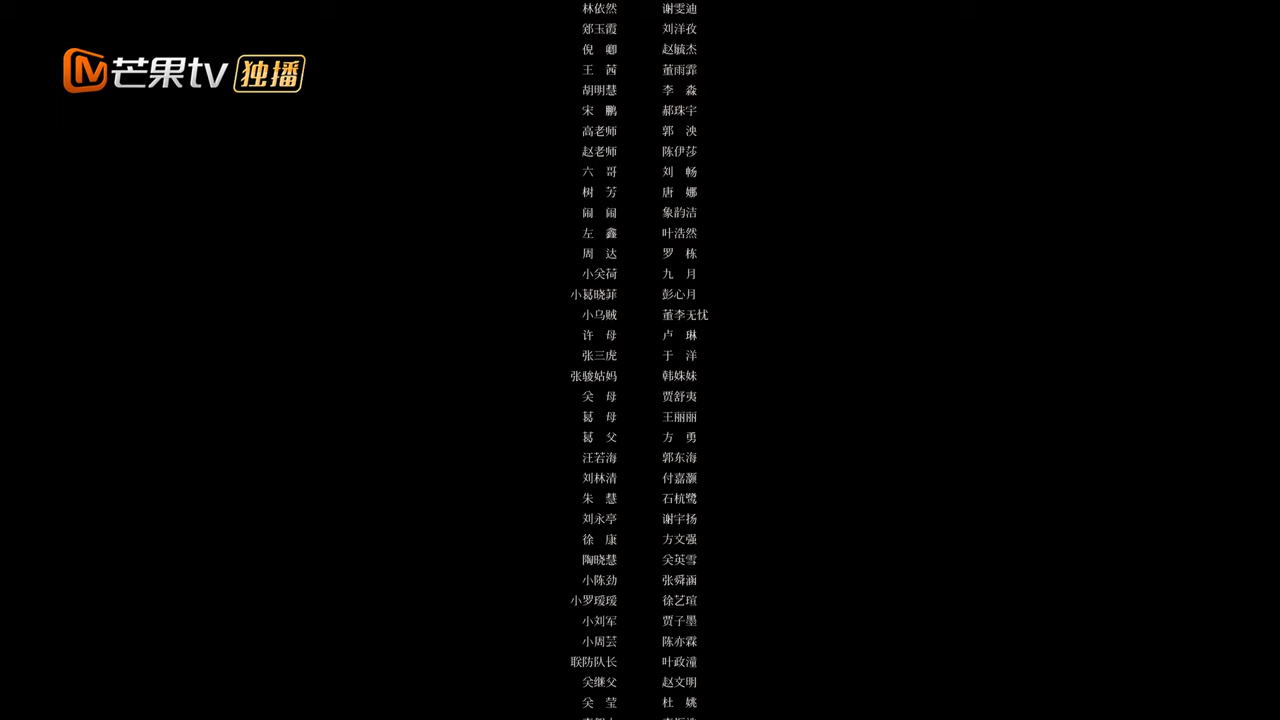 林依然 谢雯迪
芒果tv 独播
郑玉霞 刘洋孜
倪 卿 赵毓杰
王 茜 董雨霏
胡明慧 李 淼
宋 鹏 郝珠宇
高老师 郭 泱
赵老师 陈伊莎
六 哥 刘 畅
树 芳 唐 娜
闹 闹 象韵洁
左 鑫 叶浩然
周 达 罗 栋
小关荷 九 月
小葛晓菲 彭心月
小乌贼 董李无忧
许 母 卢 琳
张三虎 于 洋
张骏姑妈 韩姝妹
关 母 贾舒夷
葛 母 王丽丽
葛 父 方 勇
汪若海 郭东海
刘林清 付嘉灏
朱 慧 石杭鹭
刘永亭 谢宇扬
徐 康 方文强
陶晓慧 关英雪
小陈劲 张舜涵
小罗瑗瑗 徐艺瑄
小刘军 贾子墨
小周芸 陈亦霖
联防队长 叶政潼
关继父 赵文明
关 莹 杜 姚